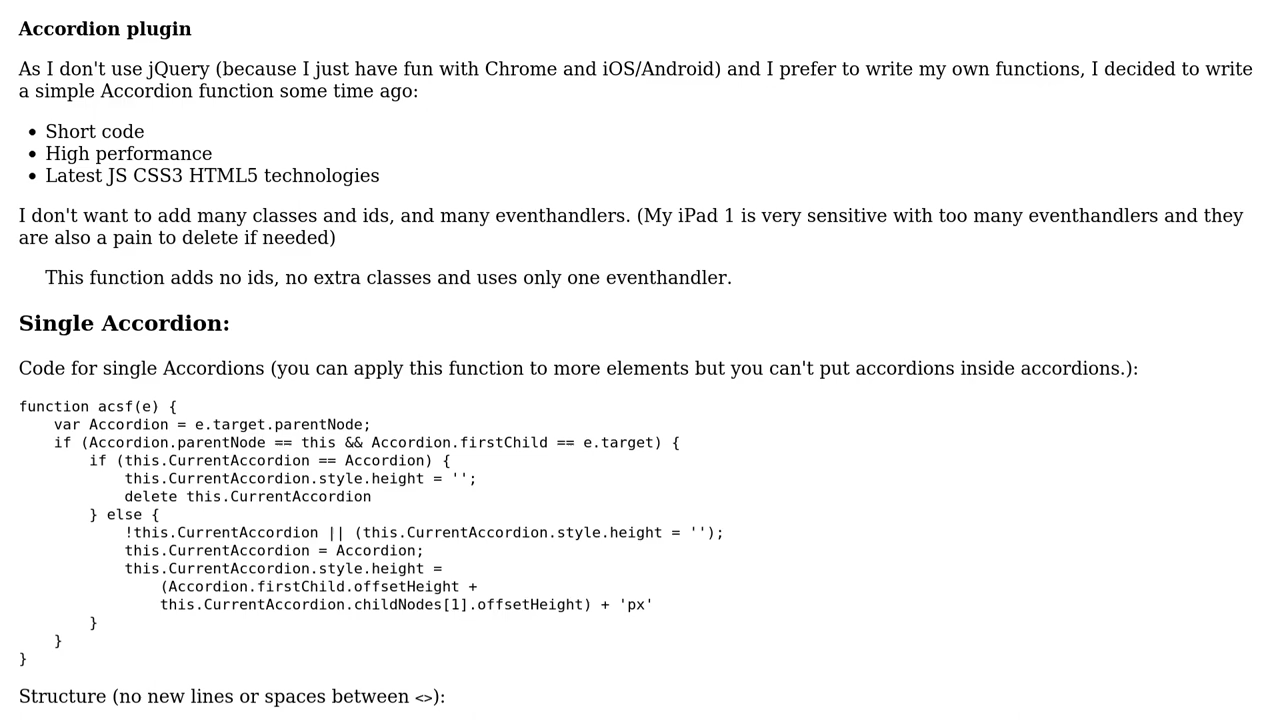 Accordion plugin
As I don't use jQuery (because I just have fun with Chrome and iOS/Android) and I prefer to write my own functions, I decided to write
a simple Accordion function some time ago:
• Short code
• High performance
• Latest JS CSS3 HTML5 technologies
I don't want to add many classes and ids, and many eventhandlers. (My iPad 1 is very sensitive with too many eventhandlers and they
are also a pain to delete if needed)
This function adds no ids, no extra classes and uses only one eventhandler.
Single Accordion:
Code for single Accordions (you can apply this function to more elements but you can't put accordions inside accordions.):
function acsf(e) {
    var Accordion = e.target.parentNode;
    if (Accordion.parentNode == this && Accordion.firstChild == e.target) {
        if (this.CurrentAccordion == Accordion) {
            this.CurrentAccordion.style.height = '';
            delete this.CurrentAccordion
        } else {
            !this.CurrentAccordion || (this.CurrentAccordion.style.height = '');
            this.CurrentAccordion = Accordion;
            this.CurrentAccordion.style.height =
                (Accordion.firstChild.offsetHeight +
                this.CurrentAccordion.childNodes[1].offsetHeight) + 'px'
        }
    }
}
Structure (no new lines or spaces between <>):